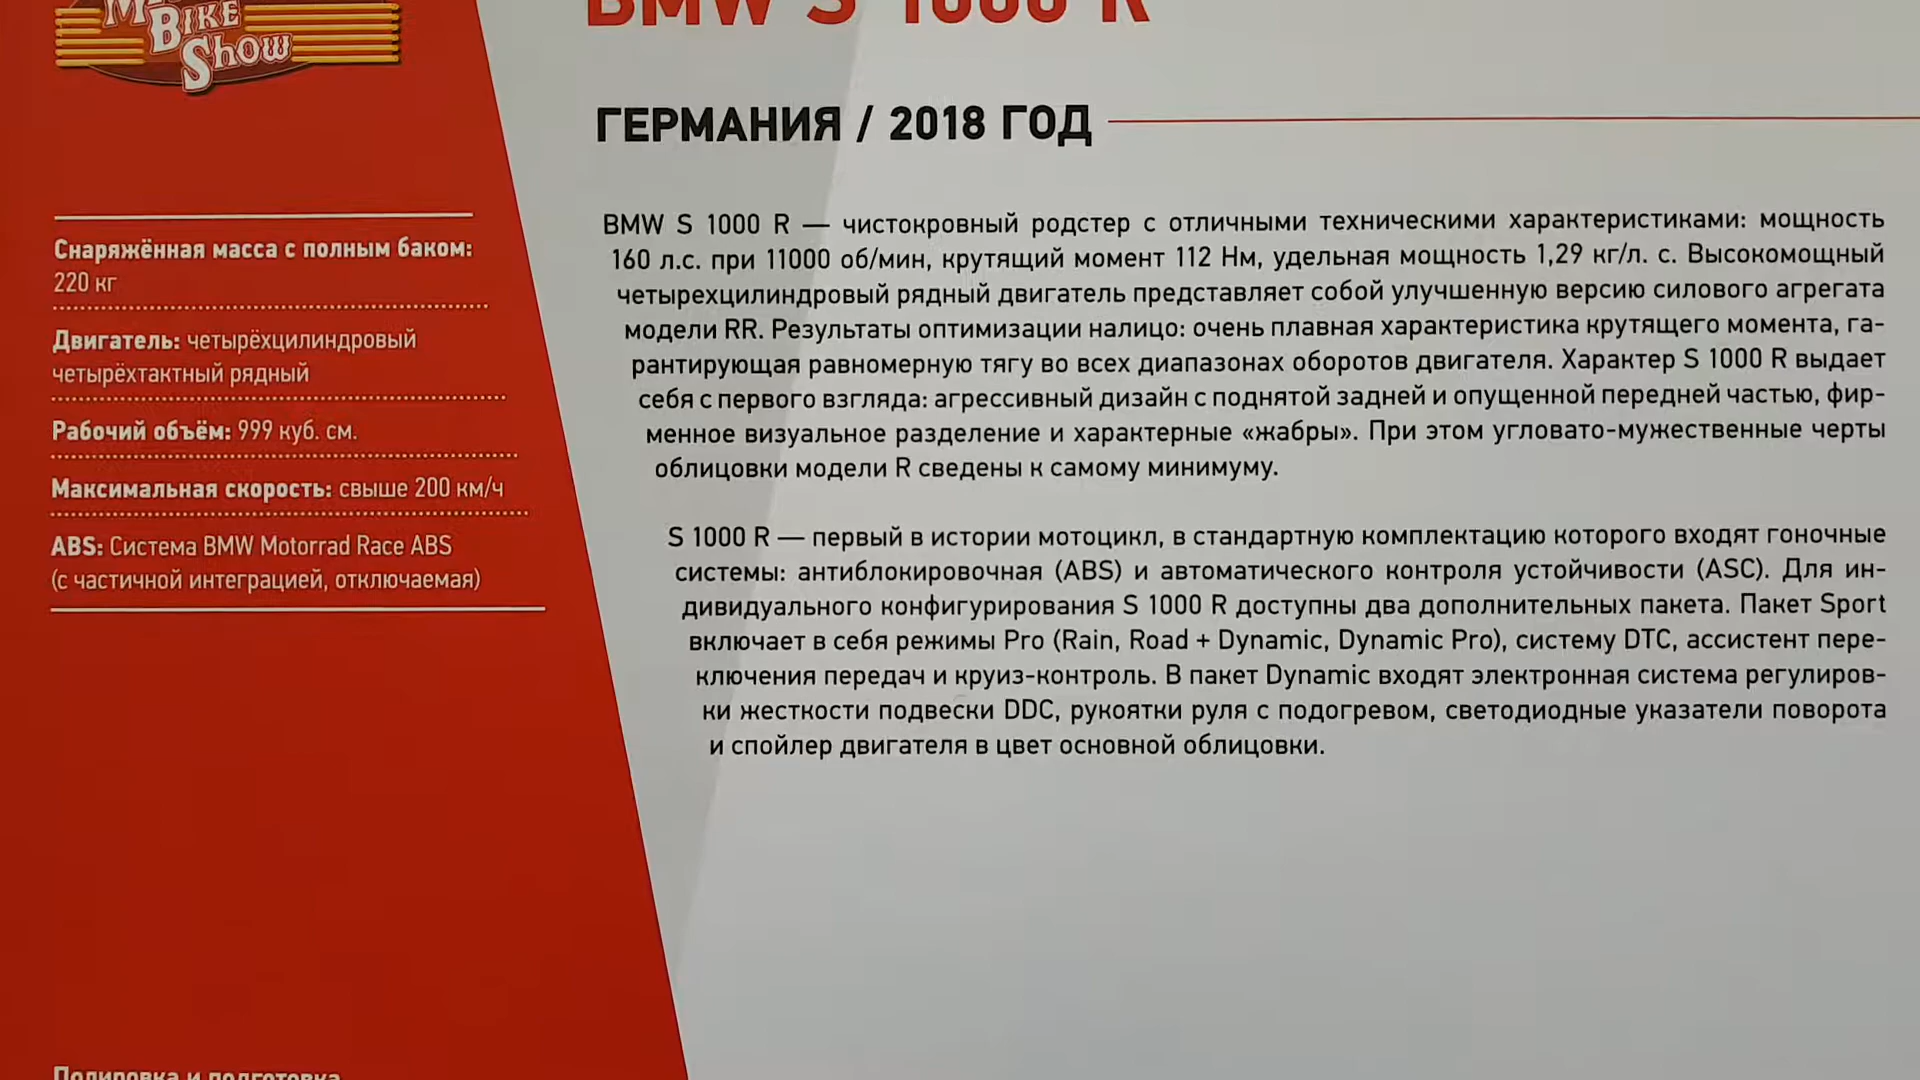 BIKE
Show
BMW S 1000 R
ГЕРМАНИЯ / 2018 ГОД
Снаряжённая масса с полным баком:
220 кг
Двигатель: четырёхцилиндровый
четырёхтактный рядный
Рабочий объём: 999 куб. см.
Максимальная скорость: свыше 200 км/ч
ABS: Система BMW Motorrad Race ABS
(с частичной интеграцией, отключаемая)
BMW S 1000 R — чистокровный родстер с отличными техническими характеристиками: мощность
160 л.с. при 11000 об/мин, крутящий момент 112 Нм, удельная мощность 1,29 кг/л. с. Высокомощный
четырехцилиндровый рядный двигатель представляет собой улучшенную версию силового агрегата
модели RR. Результаты оптимизации налицо: очень плавная характеристика крутящего момента, га-
рантирующая равномерную тягу во всех диапазонах оборотов двигателя. Характер S 1000 R выдает
себя с первого взгляда: агрессивный дизайн с поднятой задней и опущенной передней частью, фир-
менное визуальное разделение и характерные «жабры». При этом угловато-мужественные черты
облицовки модели R сведены к самому минимуму.
S 1000 R — первый в истории мотоцикл, в стандартную комплектацию которого входят гоночные
системы: антиблокировочная (ABS) и автоматического контроля устойчивости (ASC). Для ин-
дивидуального конфигурирования S 1000 R доступны два дополнительных пакета. Пакет Sport
включает в себя режимы Pro (Rain, Road + Dynamic, Dynamic Pro), систему DTC, ассистент пере-
ключения передач и круиз-контроль. В пакет Dynamic входят электронная система регулиров-
ки жесткости подвески DDC, рукоятки руля с подогревом, светодиодные указатели поворота
и спойлер двигателя в цвет основной облицовки.
Полировка и подготовка